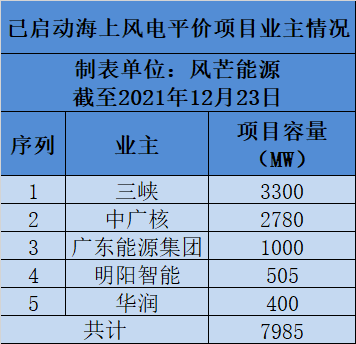 已启动海上风电平价项目业主情况
制表单位：风芒能源
截至2021年12月23日
序列 业主 项目容量（MW）
1 三峡 3300
2 中广核 2780
3 广东能源集团 1000
4 明阳智能 505
5 华润 400
共计 7985